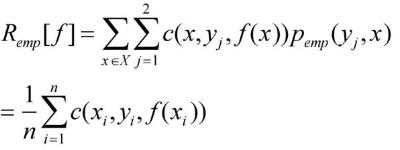 R_{emp}[f] = \sum_{x \in X} \sum_{j=1}^{2} c(x, y_j, f(x)) p_{emp}(y_j, x)
= \frac{1}{n} \sum_{i=1}^{n} c(x_i, y_i, f(x_i))